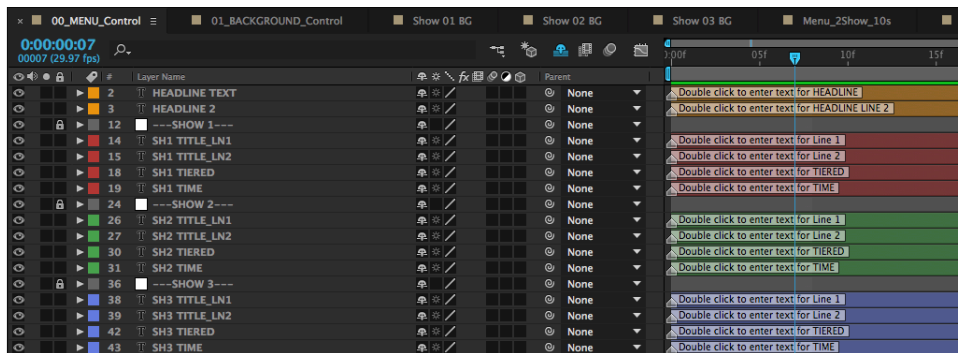 × 00_MENU_Control 01_BACKGROUND_Control Show 01 BG Show 02 BG Show 03 BG Menu_2Show_10s
0:00:00:07
00007 (29.97 fps)
:00f 05f 10f 15f
# Layer Name fx Parent
2 T HEADLINE TEXT None Double click to enter text for HEADLINE
3 T HEADLINE 2 None Double click to enter text for HEADLINE LINE 2
12 ---SHOW 1--- None
14 T SH1 TITLE_LN1 None Double click to enter text for Line 1
15 T SH1 TITLE_LN2 None Double click to enter text for Line 2
18 T SH1 TIERED None Double click to enter text for TIERED
19 T SH1 TIME None Double click to enter text for TIME
24 ---SHOW 2--- None
26 T SH2 TITLE_LN1 None Double click to enter text for Line 1
27 T SH2 TITLE_LN2 None Double click to enter text for Line 2
30 T SH2 TIERED None Double click to enter text for TIERED
31 T SH2 TIME None Double click to enter text for TIME
36 ---SHOW 3--- None
38 T SH3 TITLE_LN1 None Double click to enter text for Line 1
39 T SH3 TITLE_LN2 None Double click to enter text for Line 2
42 T SH3 TIERED None Double click to enter text for TIERED
43 T SH3 TIME None Double click to enter text for TIME